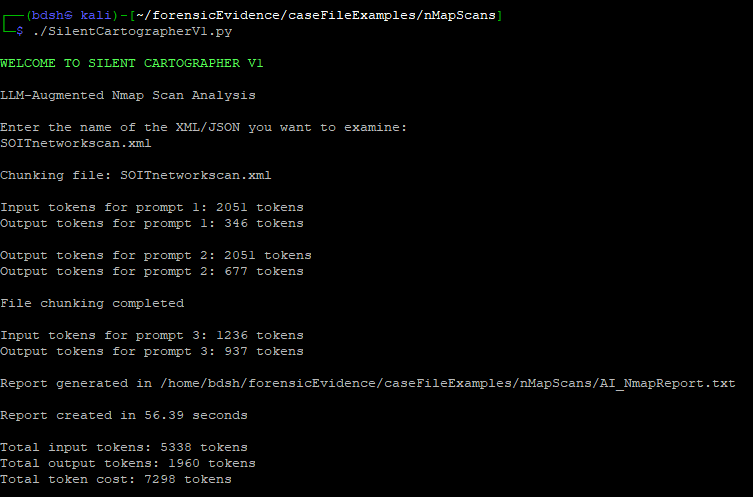 ┌──(bdsh㉿ kali)-[~/forensicEvidence/caseFileExamples/nMapScans]
└─$ ./SilentCartographerV1.py
WELCOME TO SILENT CARTOGRAPHER V1
LLM-Augmented Nmap Scan Analysis
Enter the name of the XML/JSON you want to examine:
SOITnetworkscan.xml
Chunking file: SOITnetworkscan.xml
Input tokens for prompt 1: 2051 tokens
Output tokens for prompt 1: 346 tokens
Output tokens for prompt 2: 2051 tokens
Output tokens for prompt 2: 677 tokens
File chunking completed
Input tokens for prompt 3: 1236 tokens
Output tokens for prompt 3: 937 tokens
Report generated in /home/bdsh/forensicEvidence/caseFileExamples/nMapScans/AI_NmapReport.txt
Report created in 56.39 seconds
Total input tokens: 5338 tokens
Total output tokens: 1960 tokens
Total token cost: 7298 tokens